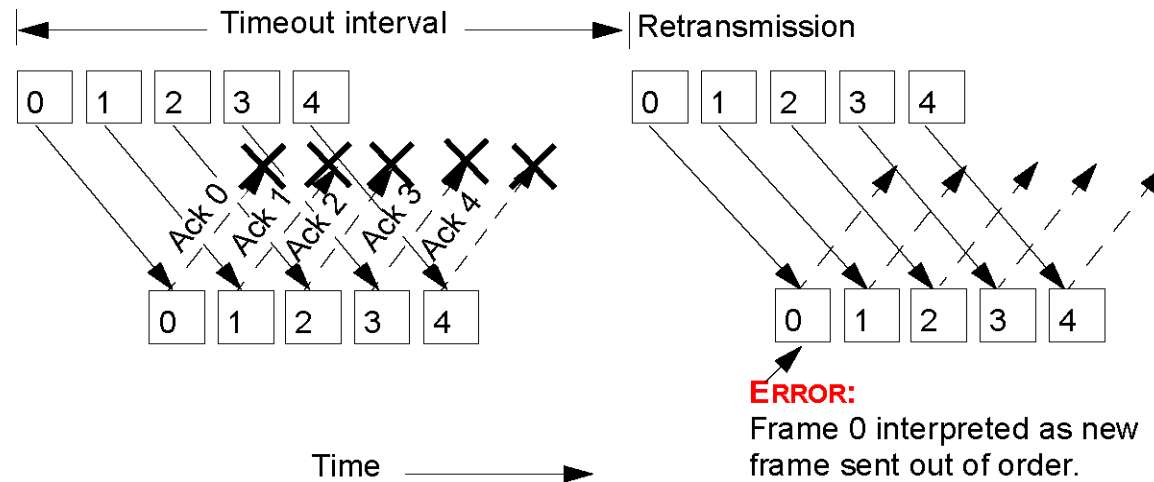 Timeout interval
Retransmission
0 1 2 3 4
0 1 2 3 4
Ack 0
Ack 1
Ack 2
Ack 3
Ack 4
0 1 2 3 4
0 1 2 3 4
ERROR:
Frame 0 interpreted as new
frame sent out of order.
Time